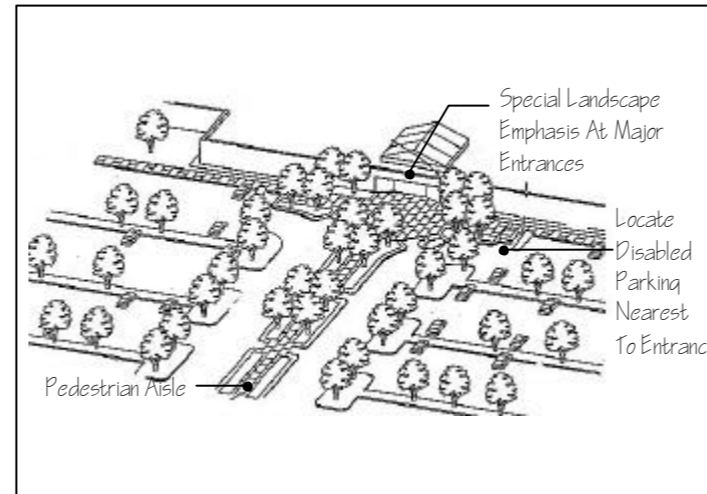 Special Landscape
Emphasis At Major
Entrances
Locate
Disabled
Parking
Nearest
To Entranc
Pedestrian Aisle